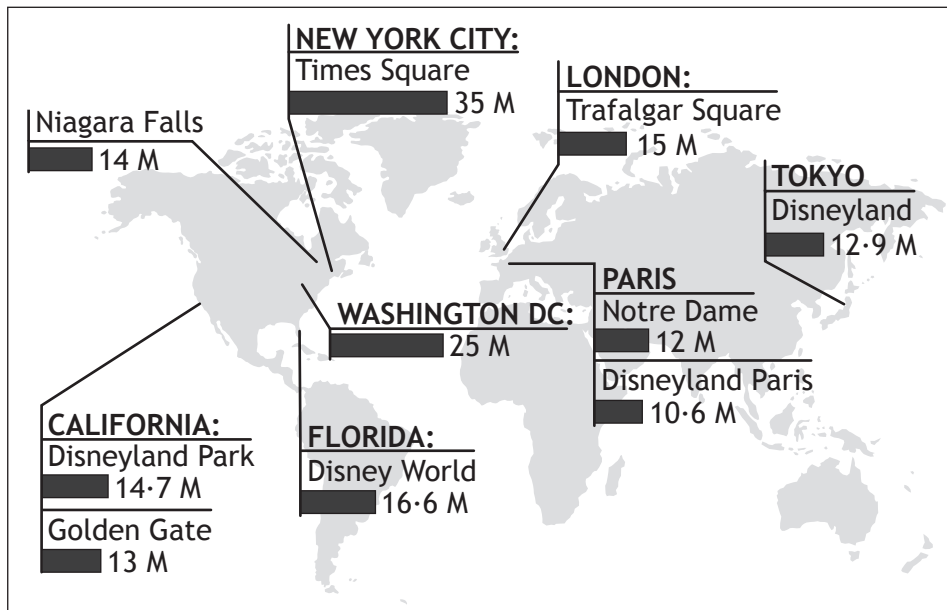 NEW YORK CITY:
Times Square
35 M
LONDON:
Trafalgar Square
15 M
Niagara Falls
14 M
TOKYO
Disneyland
12·9 M
PARIS
Notre Dame
12 M
Disneyland Paris
10·6 M
WASHINGTON DC:
25 M
CALIFORNIA:
Disneyland Park
14·7 M
Golden Gate
13 M
FLORIDA:
Disney World
16·6 M